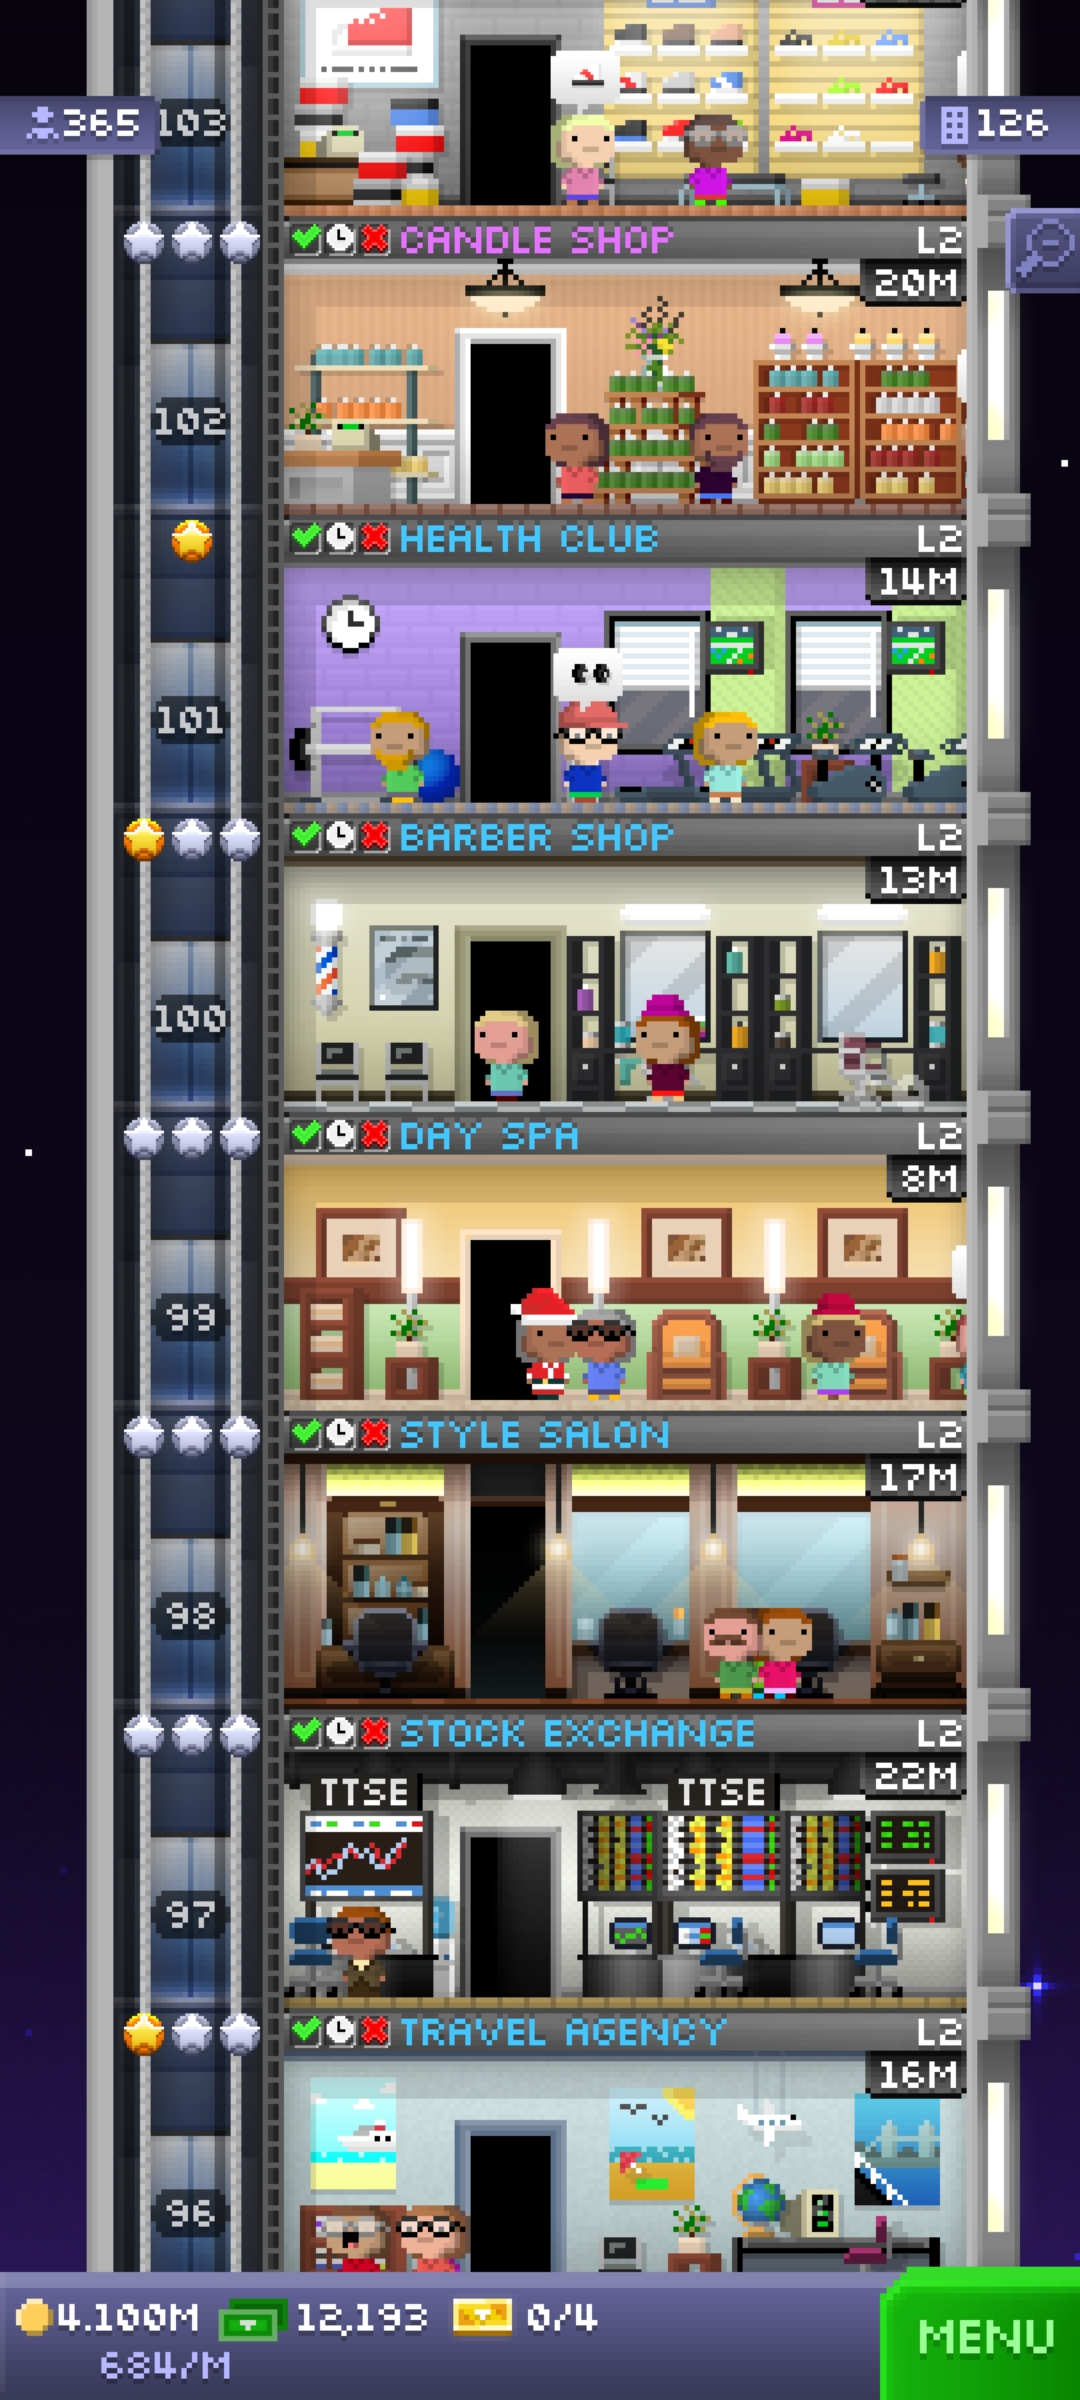 365
103
126
CANDLE SHOP L2
20M
102
HEALTH CLUB L2
14M
101
BARBER SHOP L2
13M
100
DAY SPA L2
8M
99
STYLE SALON L2
17M
98
STOCK EXCHANGE L2
22M
TTSE TTSE
97
TRAVEL AGENCY L2
16M
96
4.100M 12,193 0/4
684/M
MENU